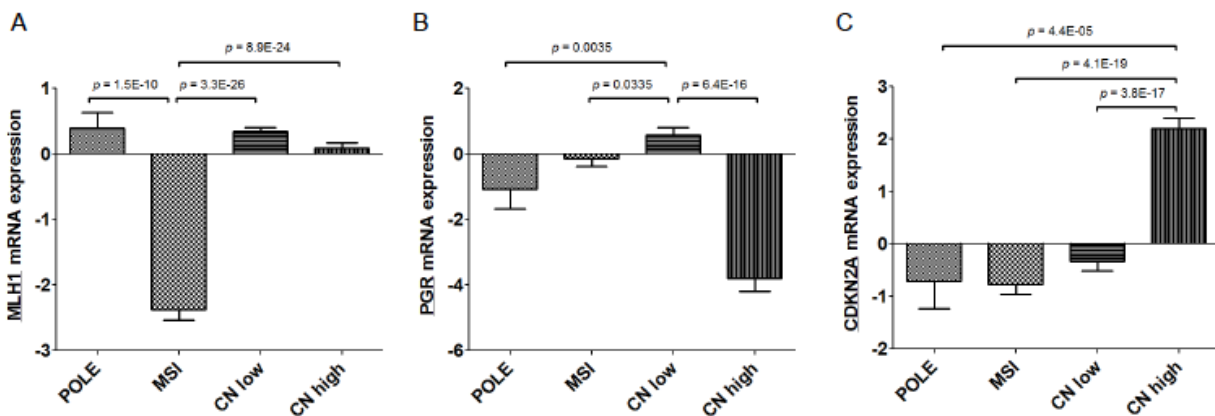 A
p = 8.9E-24
p = 1.5E-10
p = 3.3E-26
MLH1 mRNA expression
1
0
-1
-2
-3
POLE
MSI
CN low
CN high
B
p = 0.0035
p = 0.0335
p = 6.4E-16
PGR mRNA expression
2
0
-2
-4
-6
POLE
MSI
CN low
CN high
C
p = 4.4E-05
p = 4.1E-19
p = 3.8E-17
CDKN2A mRNA expression
3
2
1
0
-1
-2
POLE
MSI
CN low
CN high